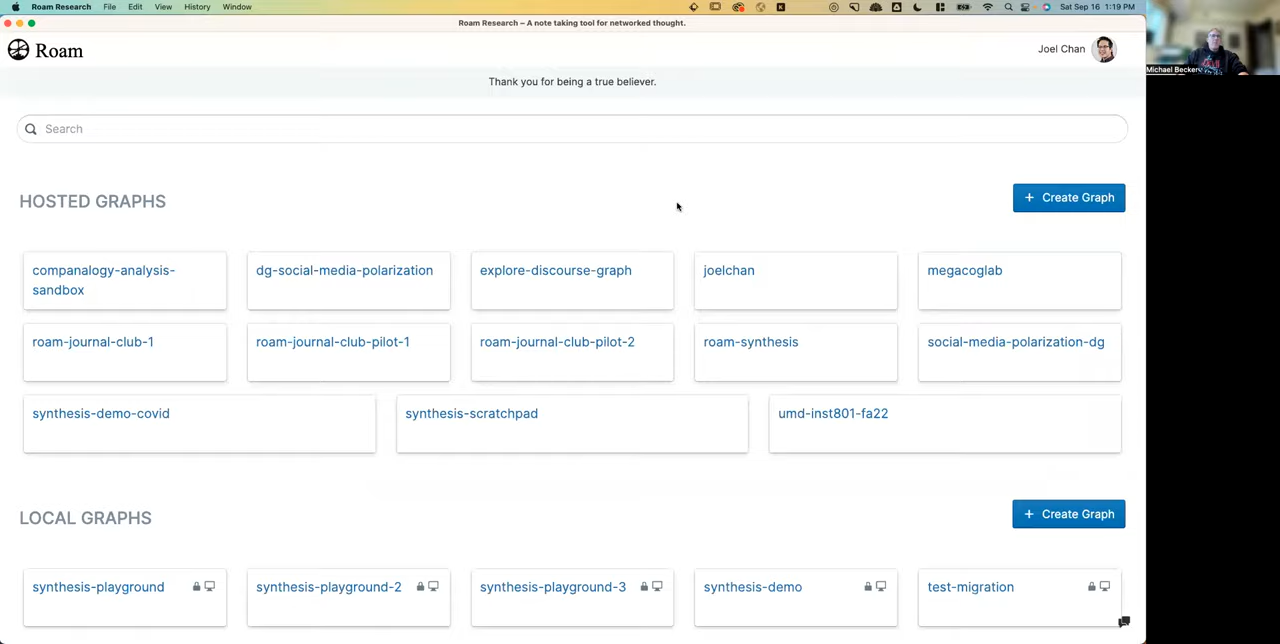 Roam Research File Edit View History Window Sat Sep 16 1:19 PM
Roam Research – A note taking tool for networked thought.
Roam
Joel Chan
Michael Becker
Thank you for being a true believer.
Search
HOSTED GRAPHS
+ Create Graph
companalogy-analysis-
sandbox
dg-social-media-polarization
explore-discourse-graph
joelchan
megacoglab
roam-journal-club-1
roam-journal-club-pilot-1
roam-journal-club-pilot-2
roam-synthesis
social-media-polarization-dg
synthesis-demo-covid
synthesis-scratchpad
umd-inst801-fa22
LOCAL GRAPHS
+ Create Graph
synthesis-playground
synthesis-playground-2
synthesis-playground-3
synthesis-demo
test-migration